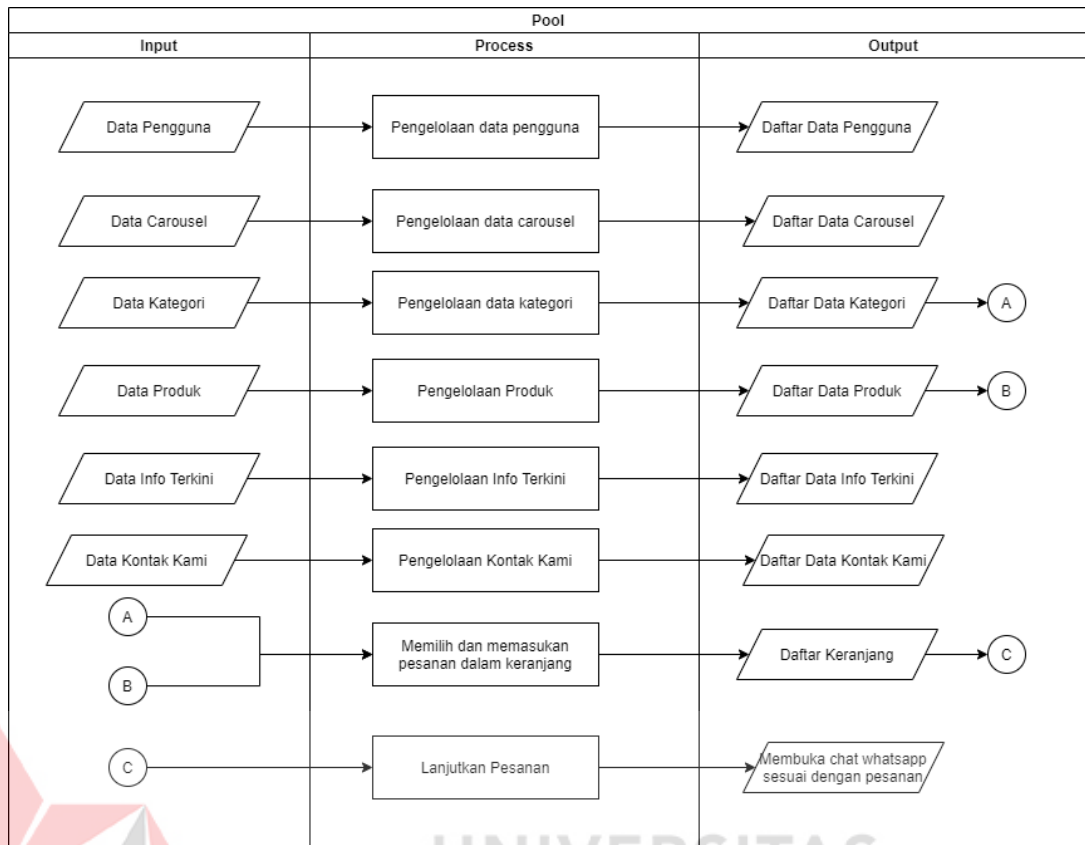 Pool
Input Process Output
Data Pengguna Pengelolaan data pengguna Daftar Data Pengguna
Data Carousel Pengelolaan data carousel Daftar Data Carousel
Data Kategori Pengelolaan data kategori Daftar Data Kategori A
Data Produk Pengelolaan Produk Daftar Data Produk B
Data Info Terkini Pengelolaan Info Terkini Daftar Data Info Terkini
Data Kontak Kami Pengelolaan Kontak Kami Daftar Data Kontak Kami
A
B
Memilih dan memasukan
pesanan dalam keranjang
Daftar Keranjang C
C Lanjutkan Pesanan
Membuka chat whatsapp
sesuai dengan pesanan
UNIVERSITAS